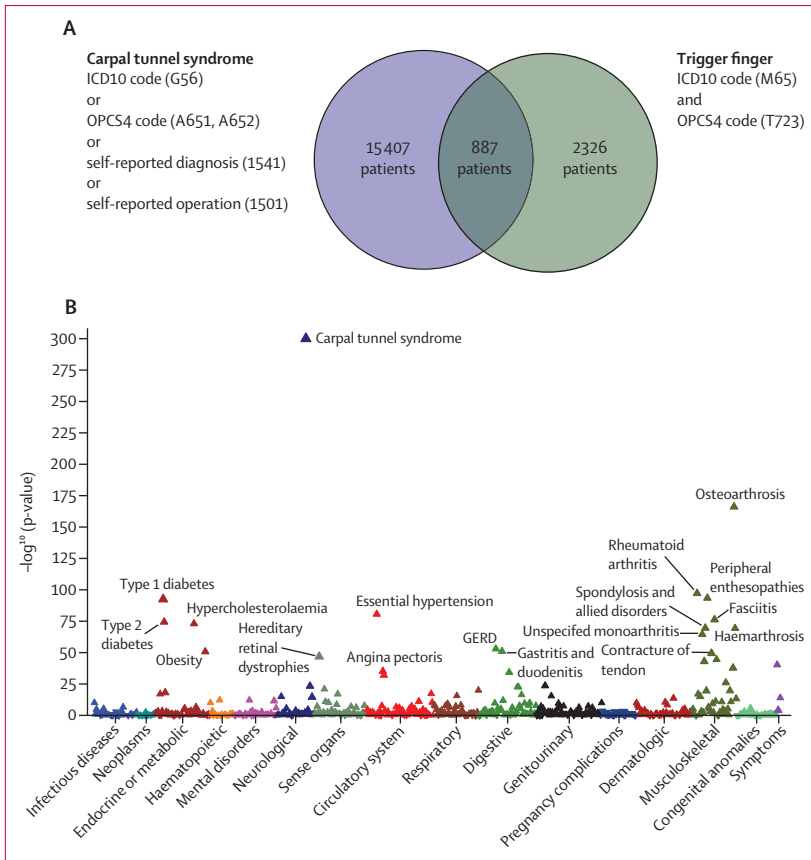 A
Carpal tunnel syndrome
ICD10 code (G56)
or
OPCS4 code (A651, A652)
or
self-reported diagnosis (1541)
or
self-reported operation (1501)
15 407
patients
887
patients
2326
patients
Trigger finger
ICD10 code (M65)
and
OPCS4 code (T723)
B
–log¹⁰ (p-value)
300
275
250
225
200
175
150
125
100
75
50
25
0
Carpal tunnel syndrome
Type 1 diabetes
Type 2
diabetes
Hypercholesterolaemia
Obesity
Hereditary
retinal
dystrophies
Essential hypertension
Angina pectoris
GERD
Gastritis and
duodenitis
Osteoarthrosis
Rheumatoid
arthritis
Peripheral
enthesopathies
Spondylosis and
allied disorders
Fasciitis
Unspecifed monoarthritis
Haemarthrosis
Contracture of
tendon
Infectious diseases
Neoplasms
Endocrine or metabolic
Haematopoietic
Mental disorders
Neurological
Sense organs
Circulatory system
Respiratory
Digestive
Genitourinary
Pregnancy complications
Dermatologic
Musculoskeletal
Congenital anomalies
Symptoms